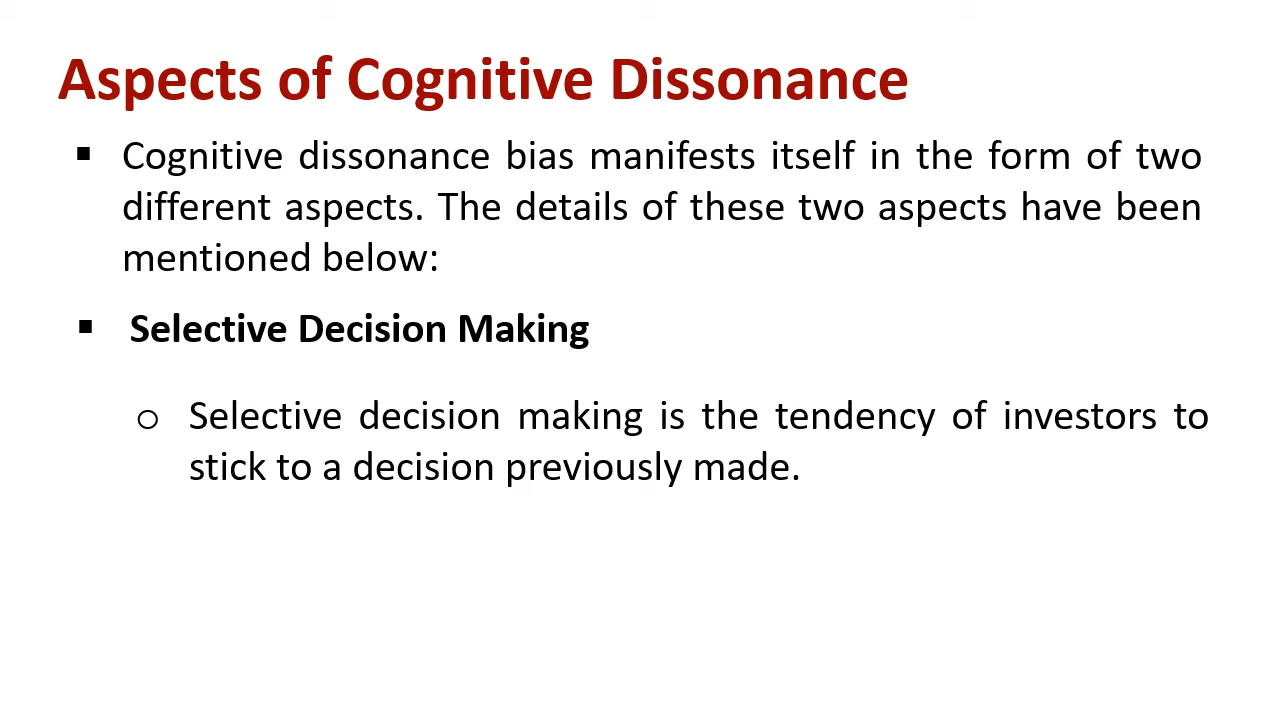 Aspects of Cognitive Dissonance
▪ Cognitive dissonance bias manifests itself in the form of two
different aspects. The details of these two aspects have been
mentioned below:
▪ Selective Decision Making
o Selective decision making is the tendency of investors to
stick to a decision previously made.